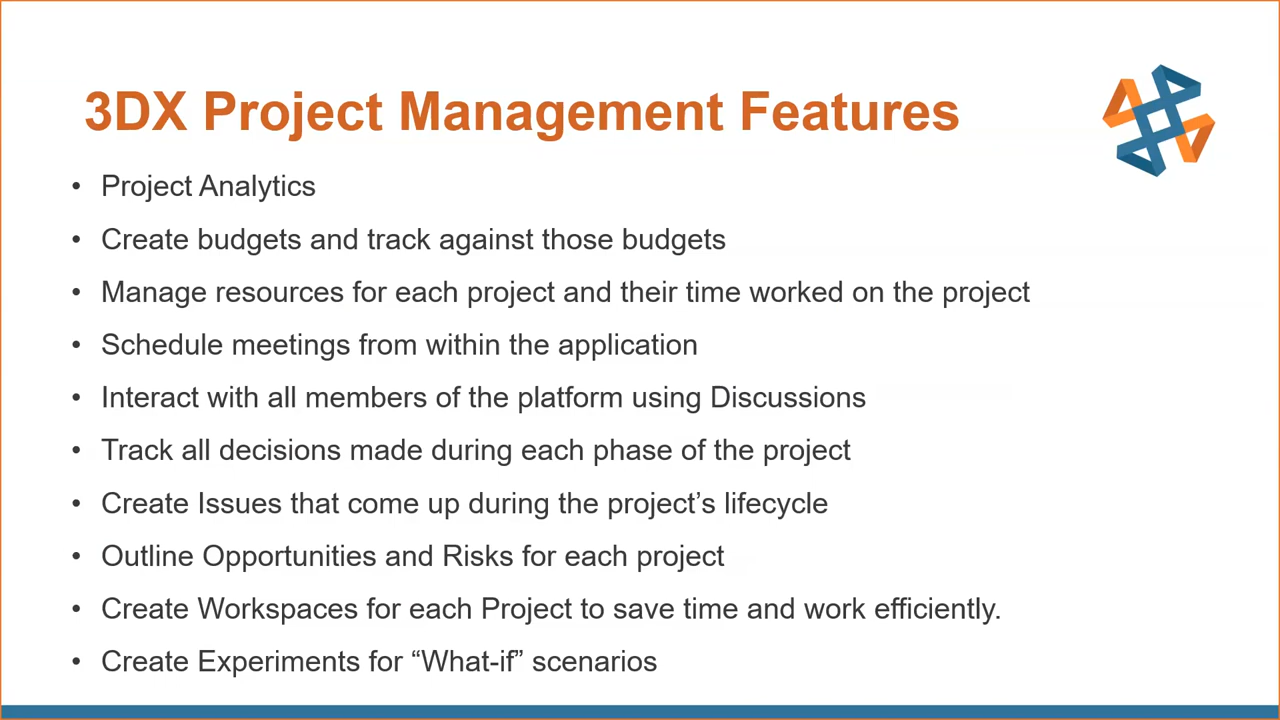 3DX Project Management Features
• Project Analytics
• Create budgets and track against those budgets
• Manage resources for each project and their time worked on the project
• Schedule meetings from within the application
• Interact with all members of the platform using Discussions
• Track all decisions made during each phase of the project
• Create Issues that come up during the project’s lifecycle
• Outline Opportunities and Risks for each project
• Create Workspaces for each Project to save time and work efficiently.
• Create Experiments for “What-if” scenarios